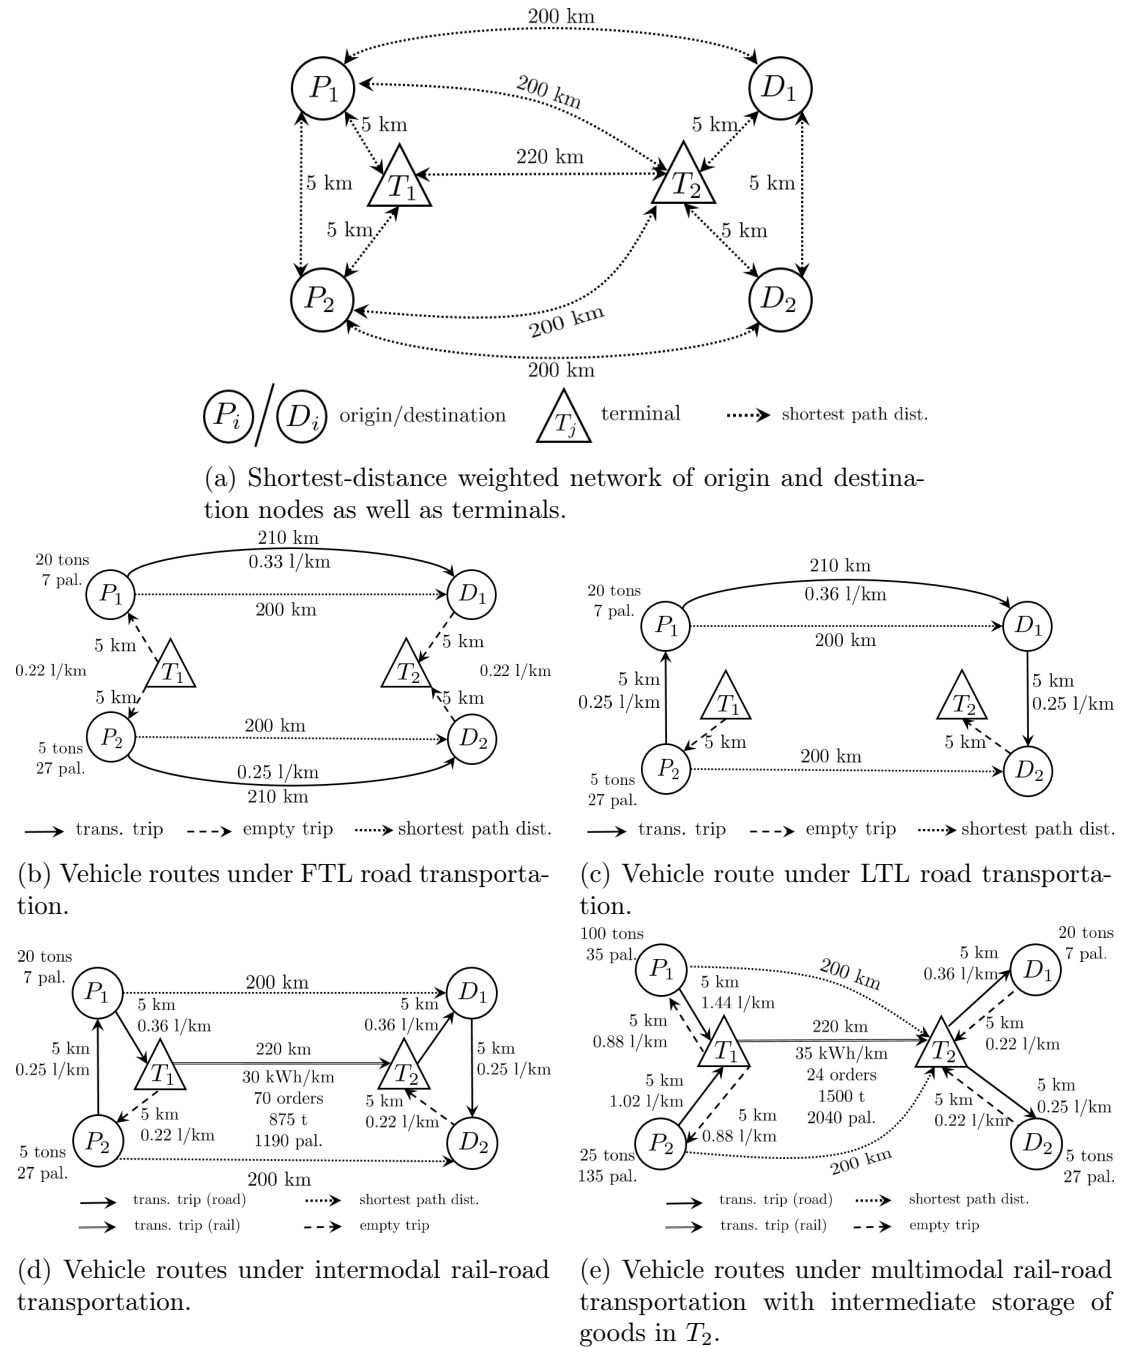 200 km
P1
D1
200 km
5 km
5 km
220 km
T1
T2
5 km
5 km
5 km
5 km
P2
D2
200 km
200 km
Pi / Di origin/destination Tj terminal shortest path dist.
(a) Shortest-distance weighted network of origin and destina-
tion nodes as well as terminals.
210 km
20 tons
7 pal.
0.33 l/km
P1
D1
200 km
5 km
5 km
0.22 l/km
T1
T2
0.22 l/km
5 km
5 km
200 km
P2
D2
5 tons
27 pal.
0.25 l/km
210 km
trans. trip empty trip shortest path dist.
(b) Vehicle routes under FTL road transporta-
tion.
210 km
20 tons
7 pal.
0.36 l/km
P1
D1
200 km
5 km
0.25 l/km
T1
T2
5 km
0.25 l/km
5 km
5 km
200 km
P2
D2
5 tons
27 pal.
trans. trip empty trip shortest path dist.
(c) Vehicle route under LTL road transporta-
tion.
20 tons
7 pal.
P1
200 km
D1
5 km
0.36 l/km
5 km
0.36 l/km
5 km
0.25 l/km
220 km
5 km
0.25 l/km
T1
T2
30 kWh/km
70 orders
875 t
1190 pal.
5 km
0.22 l/km
5 km
0.22 l/km
P2
D2
5 tons
27 pal.
200 km
trans. trip (road) shortest path dist.
trans. trip (rail) empty trip
(d) Vehicle routes under intermodal rail-road
transportation.
100 tons
35 pal.
20 tons
7 pal.
P1
D1
200 km
5 km
1.44 l/km
5 km
0.36 l/km
5 km
0.88 l/km
220 km
5 km
0.22 l/km
T1
T2
35 kWh/km
24 orders
1500 t
2040 pal.
5 km
1.02 l/km
5 km
0.88 l/km
5 km
0.22 l/km
5 km
0.25 l/km
P2
D2
25 tons
135 pal.
200 km
5 tons
27 pal.
trans. trip (road) shortest path dist.
trans. trip (rail) empty trip
(e) Vehicle routes under multimodal rail-road
transportation with intermediate storage of
goods in T2.